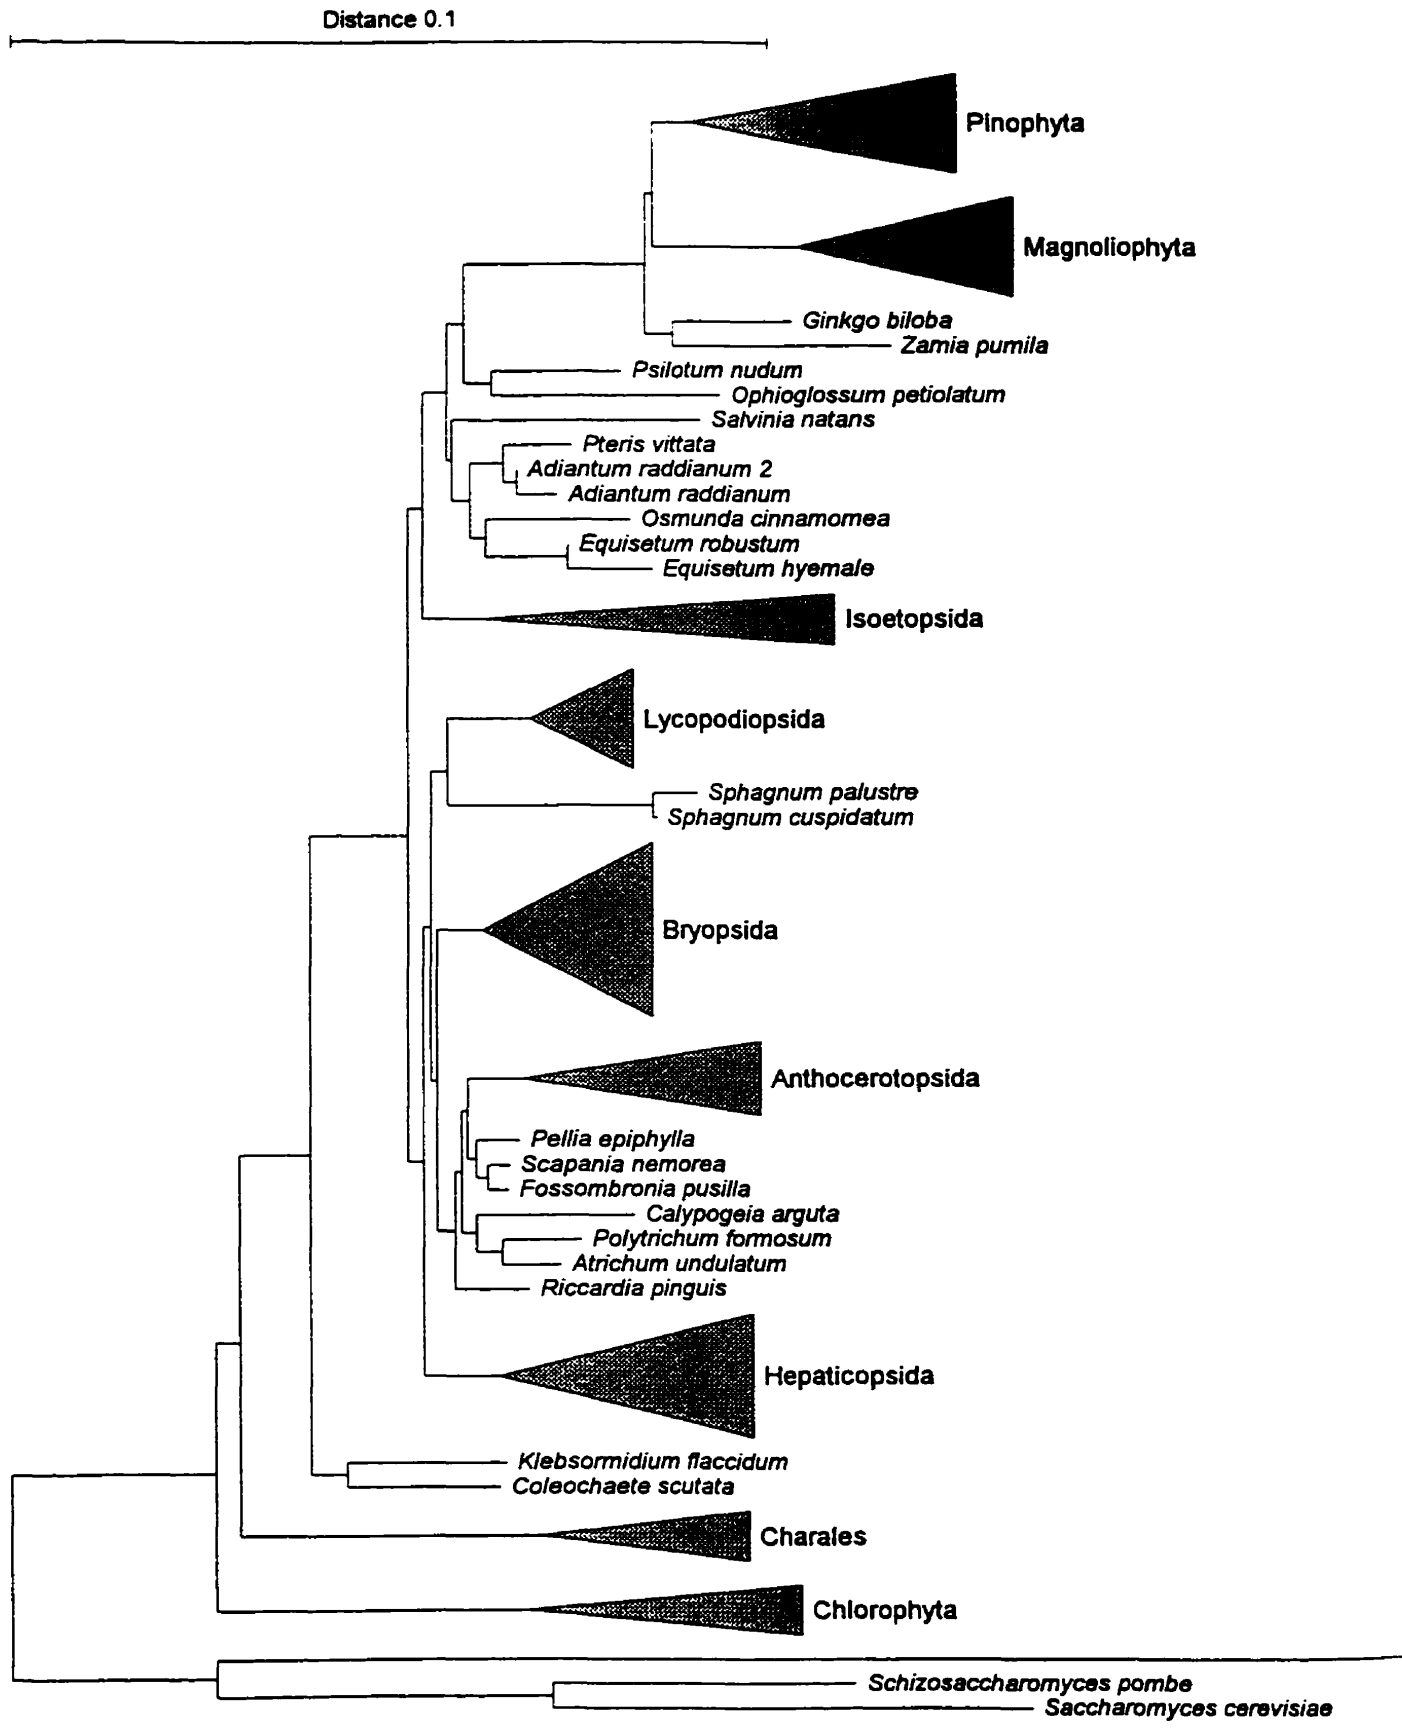 Distance 0.1
Pinophyta
Magnoliophyta
Ginkgo biloba
Zamia pumila
Psilotum nudum
Ophioglossum petiolatum
Salvinia natans
Pteris vittata
Adiantum raddianum 2
Adiantum raddianum
Osmunda cinnamomea
Equisetum robustum
Equisetum hyemale
Isoetopsida
Lycopodiopsida
Sphagnum palustre
Sphagnum cuspidatum
Bryopsida
Anthocerotopsida
Pellia epiphylla
Scapania nemorea
Fossombronia pusilla
Calypogeia arguta
Polytrichum formosum
Atrichum undulatum
Riccardia pinguis
Hepaticopsida
Klebsormidium flaccidum
Coleochaete scutata
Charales
Chlorophyta
Schizosaccharomyces pombe
Saccharomyces cerevisiae